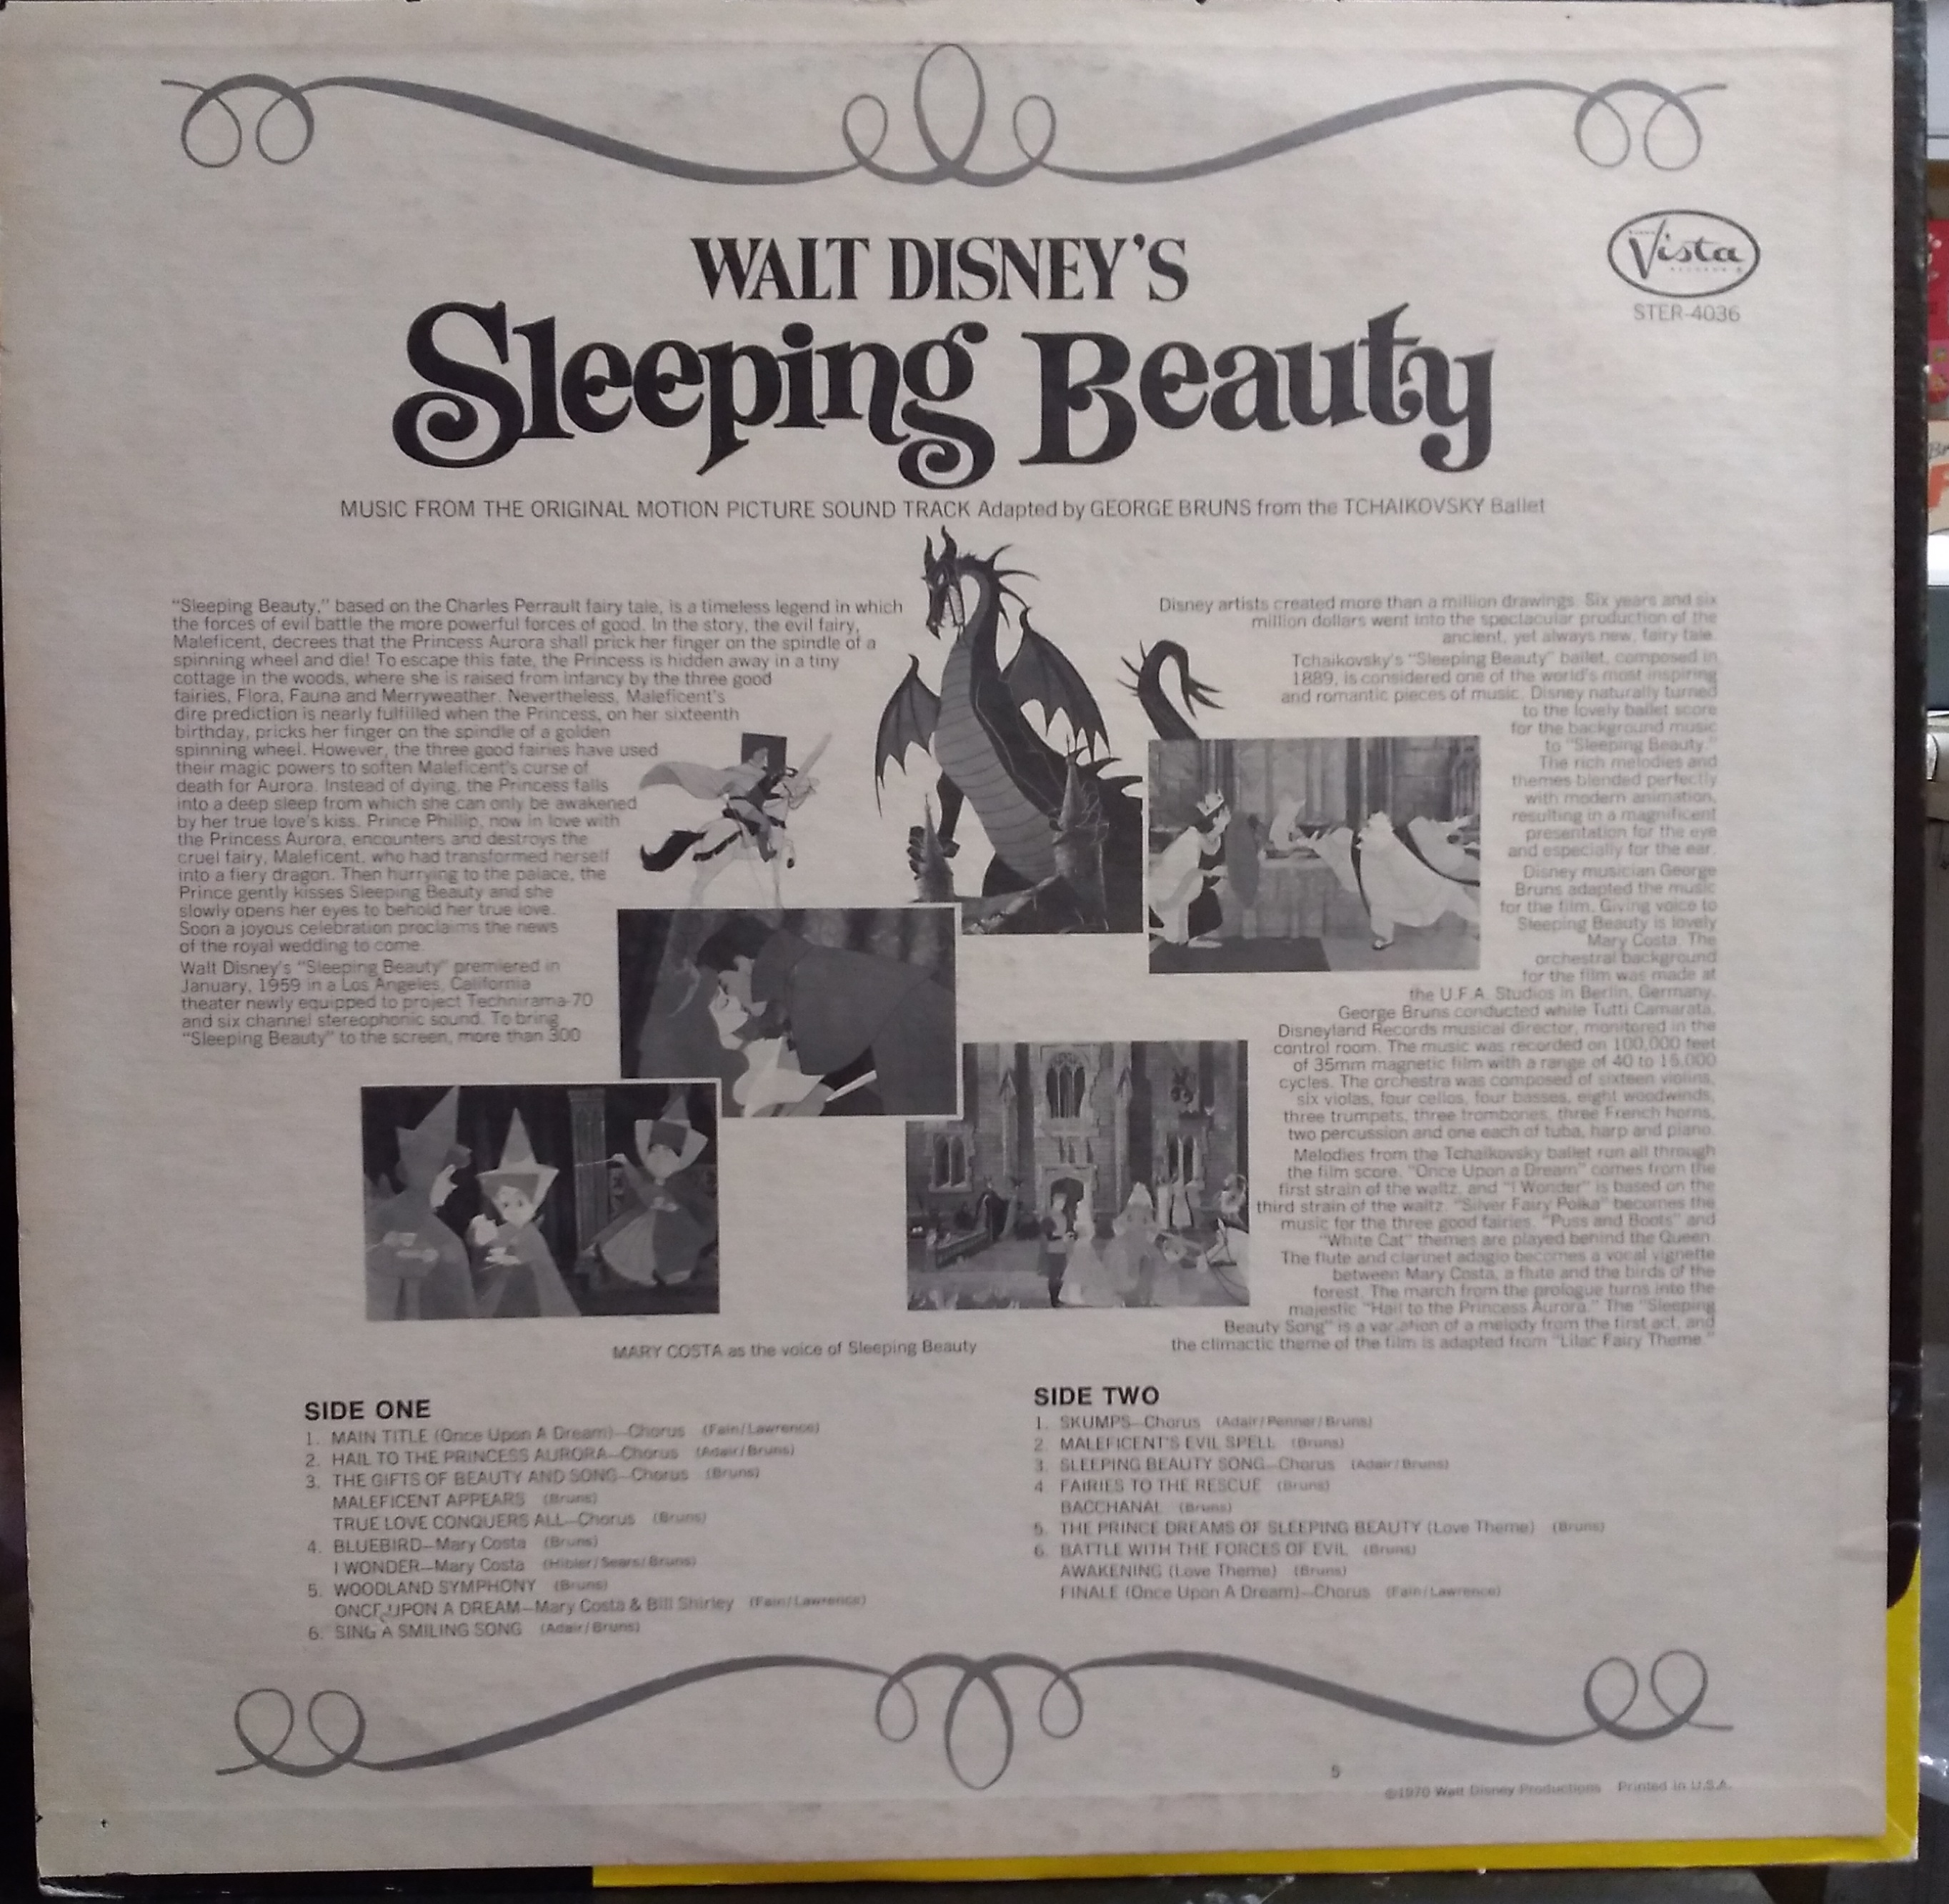 WALT DISNEY'S
Sleeping Beauty
Vista
STER-4036
MUSIC FROM THE ORIGINAL MOTION PICTURE SOUND TRACK Adapted by GEORGE BRUNS from the TCHAIKOVSKY Ballet
"Sleeping Beauty," based on the Charles Perrault fairy tale, is a timeless legend in which
the forces of evil battle the more powerful forces of good. In the story, the evil fairy,
Maleficent, decrees that the Princess Aurora shall prick her finger on the spindle of a
spinning wheel and die! To escape this fate, the Princess is hidden away in a tiny
cottage in the woods, where she is raised from infancy by the three good
fairies, Flora, Fauna and Merryweather. Nevertheless, Maleficent's
dire prediction is nearly fulfilled when the Princess, on her sixteenth
birthday, pricks her finger on the spindle of a golden
spinning wheel. However, the three good fairies have used
their magic powers to soften Maleficent's curse of
death for Aurora. Instead of dying, the Princess falls
into a deep sleep from which she can only be awakened
by her true love's kiss. Prince Phillip, now in love with
the Princess Aurora, encounters and destroys the
cruel fairy, Maleficent, who had transformed herself
into a fiery dragon. Then hurrying to the palace, the
Prince gently kisses Sleeping Beauty and she
slowly opens her eyes to behold her true love.
Soon a joyous celebration proclaims the news
of the royal wedding to come.
Walt Disney's "Sleeping Beauty" premiered in
January, 1959 in a Los Angeles, California
theater newly equipped to project Technirama-70
and six channel stereophonic sound. To bring
"Sleeping Beauty" to the screen, more than 300
Disney artists created more than a million drawings. Six years and six
million dollars went into the spectacular production of the
ancient, yet always new, fairy tale.
Tchaikovsky's "Sleeping Beauty" ballet, composed in
1889, is considered one of the world's most inspiring
and romantic pieces of music. Disney naturally turned
to the lovely ballet score
for the background music
to "Sleeping Beauty."
The rich melodies and
themes blended perfectly
with modern animation,
resulting in a magnificent
presentation for the eye
and especially for the ear.
Disney musician George
Bruns adapted the music
for the film. Giving voice to
Sleeping Beauty is lovely
Mary Costa. The
orchestral background
for the film was made at
the U.F.A. Studios in Berlin, Germany.
George Bruns conducted while Tutti Camarata,
Disneyland Records musical director, monitored in the
control room. The music was recorded on 100,000 feet
of 35mm magnetic film with a range of 40 to 15,000
cycles. The orchestra was composed of sixteen violins,
six violas, four cellos, four basses, eight woodwinds,
three trumpets, three trombones, three French horns,
two percussion and one each of tuba, harp and piano.
Melodies from the Tchaikovsky ballet run all through
the film score. "Once Upon a Dream" comes from the
first strain of the waltz, and "I Wonder" is based on the
third strain of the waltz. "Silver Fairy Polka" becomes the
music for the three good fairies. "Puss and Boots" and
"White Cat" themes are played behind the Queen.
The flute and clarinet adagio becomes a vocal vignette
between Mary Costa, a flute and the birds of the
forest. The march from the prologue turns into the
majestic "Hail to the Princess Aurora." The "Sleeping
Beauty Song" is a variation of a melody from the first act, and
the climactic theme of the film is adapted from "Lilac Fairy Theme."
MARY COSTA as the voice of Sleeping Beauty
SIDE ONE
1. MAIN TITLE (Once Upon A Dream)—Chorus (Fain/Lawrence)
2. HAIL TO THE PRINCESS AURORA—Chorus (Adair/Bruns)
3. THE GIFTS OF BEAUTY AND SONG—Chorus (Bruns)
MALEFICENT APPEARS (Bruns)
TRUE LOVE CONQUERS ALL—Chorus (Bruns)
4. BLUEBIRD—Mary Costa (Bruns)
I WONDER—Mary Costa (Hibler/Sears/Bruns)
5. WOODLAND SYMPHONY (Bruns)
ONCE UPON A DREAM—Mary Costa & Bill Shirley (Fain/Lawrence)
6. SING A SMILING SONG (Adair/Bruns)
SIDE TWO
1. SKUMPS—Chorus (Adair/Penner/Bruns)
2. MALEFICENT'S EVIL SPELL (Bruns)
3. SLEEPING BEAUTY SONG—Chorus (Adair/Bruns)
4. FAIRIES TO THE RESCUE (Bruns)
BACCHANAL (Bruns)
5. THE PRINCE DREAMS OF SLEEPING BEAUTY (Love Theme) (Bruns)
6. BATTLE WITH THE FORCES OF EVIL (Bruns)
AWAKENING (Love Theme) (Bruns)
FINALE (Once Upon A Dream)—Chorus (Fain/Lawrence)
5
©1970 Walt Disney Productions Printed in U.S.A.